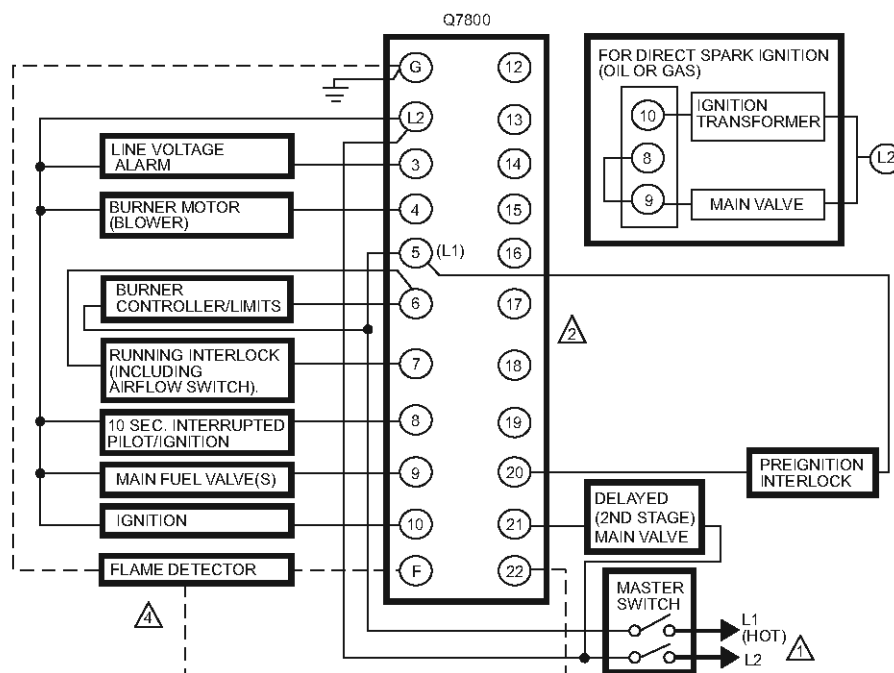 Q7800
G
12
L2
13
3
14
4
15
5
(L1)
16
6
17
7
18
8
19
9
20
10
21
F
22
LINE VOLTAGE
ALARM
BURNER MOTOR
(BLOWER)
BURNER
CONTROLLER/LIMITS
RUNNING INTERLOCK
(INCLUDING
AIRFLOW SWITCH).
10 SEC. INTERRUPTED
PILOT/IGNITION
MAIN FUEL VALVE(S)
IGNITION
FLAME DETECTOR
4
2
FOR DIRECT SPARK IGNITION
(OIL OR GAS)
10
8
9
IGNITION
TRANSFORMER
MAIN VALVE
L2
PREIGNITION
INTERLOCK
DELAYED
(2ND STAGE)
MAIN VALVE
MASTER
SWITCH
L1
(HOT)
L2
1